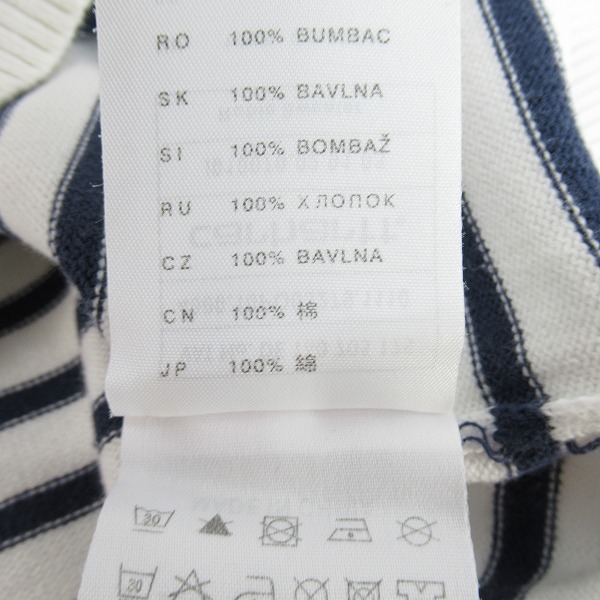 RO 100% BUMBAC
SK 100% BAVLNA
SI 100% BOMBAŽ
RU 100% ХЛОПОК
CZ 100% BAVLNA
CN 100% 棉
JP 100% 綿
30
30